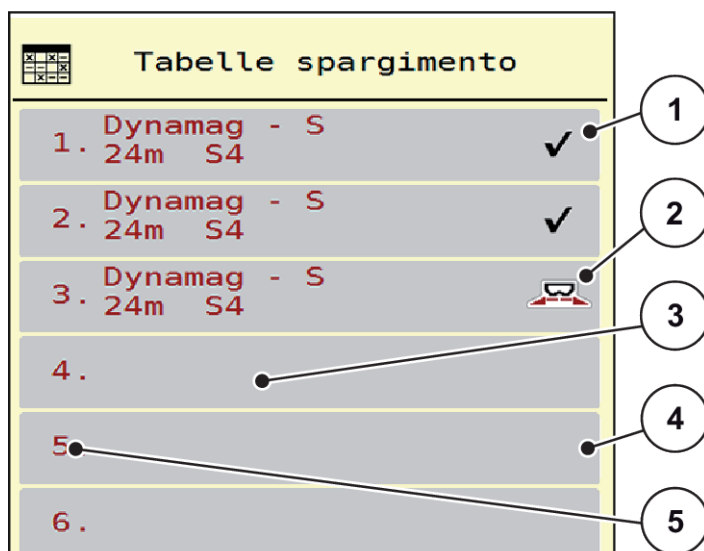 Tabelle spargimento
1. Dynamag - S
24m S4
2. Dynamag - S
24m S4
3. Dynamag - S
24m S4
4.
5
6.
1
2
3
4
5